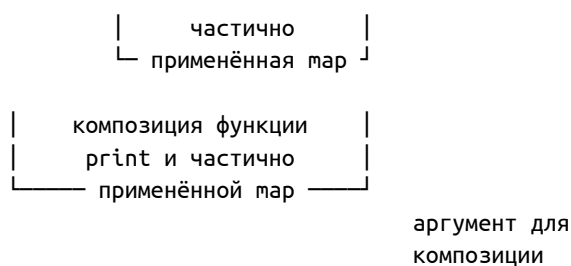 частично
применённая map
композиция функции
print и частично
применённой map
аргумент для
композиции